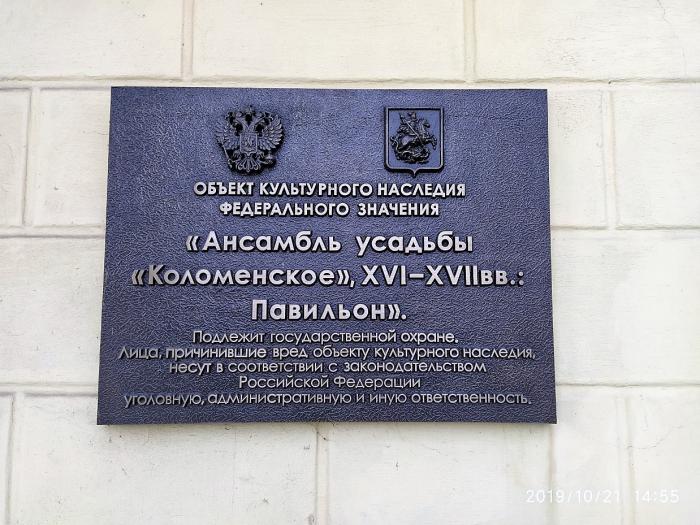 ОБЪЕКТ КУЛЬТУРНОГО НАСЛЕДИЯ
ФЕДЕРАЛЬНОГО ЗНАЧЕНИЯ
«Ансамбль усадьбы
«Коломенское», XVI–XVIIвв.:
Павильон».
Подлежит государственной охране.
Лица, причинившие вред объекту культурного наследия,
несут в соответствии с законодательством
Российской Федерации
уголовную, административную и иную ответственность.
2019/10/21 14:55